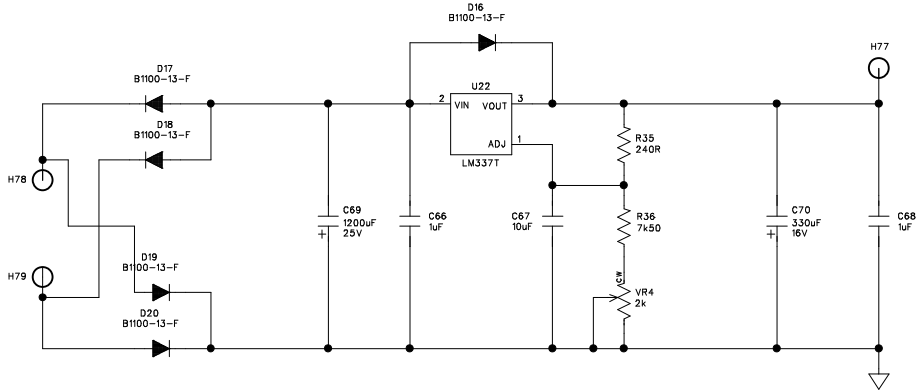 D16
B1100-13-F
H77
D17
B1100-13-F
U22
2
VIN
VOUT
3
D18
B1100-13-F
ADJ
1
R35
240R
LM337T
H78
C69
1200uF
25V
+
C66
1uF
C67
10uF
R36
7k50
C70
330uF
16V
+
C68
1uF
D19
B1100-13-F
H79
CW
VR4
2k
D20
B1100-13-F